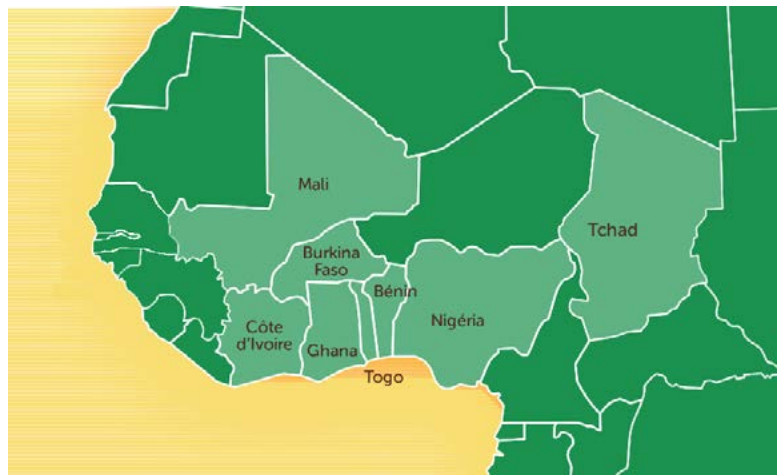 Mali
Tchad
Burkina
Faso
Bénin
Nigéria
Côte
d'Ivoire
Ghana
Togo